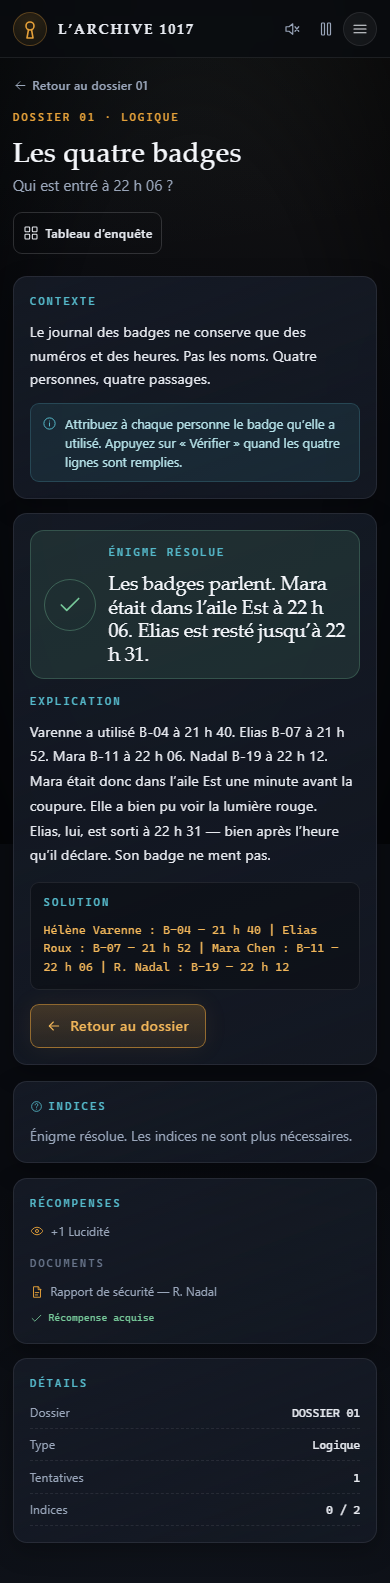 L'ARCHIVE 1017
← Retour au dossier 01
DOSSIER 01 · LOGIQUE
Les quatre badges
Qui est entré à 22 h 06 ?
Tableau d'enquête
CONTEXTE
Le journal des badges ne conserve que des
numéros et des heures. Pas les noms. Quatre
personnes, quatre passages.
Attribuez à chaque personne le badge qu'elle a
utilisé. Appuyez sur « Vérifier » quand les quatre
lignes sont remplies.
ÉNIGME RÉSOLUE
Les badges parlent. Mara
était dans l'aile Est à 22 h
06. Elias est resté jusqu'à 22
h 31.
EXPLICATION
Varenne a utilisé B-04 à 21 h 40. Elias B-07 à 21 h
52. Mara B-11 à 22 h 06. Nadal B-19 à 22 h 12.
Mara était donc dans l'aile Est une minute avant la
coupure. Elle a bien pu voir la lumière rouge.
Elias, lui, est sorti à 22 h 31 — bien après l'heure
qu'il déclare. Son badge ne ment pas.
SOLUTION
Hélène Varenne : B-04 — 21 h 40 | Elias
Roux : B-07 — 21 h 52 | Mara Chen : B-11 —
22 h 06 | R. Nadal : B-19 — 22 h 12
← Retour au dossier
INDICES
Énigme résolue. Les indices ne sont plus nécessaires.
RÉCOMPENSES
+1 Lucidité
DOCUMENTS
Rapport de sécurité — R. Nadal
Récompense acquise
DÉTAILS
Dossier DOSSIER 01
Type Logique
Tentatives 1
Indices 0 / 2